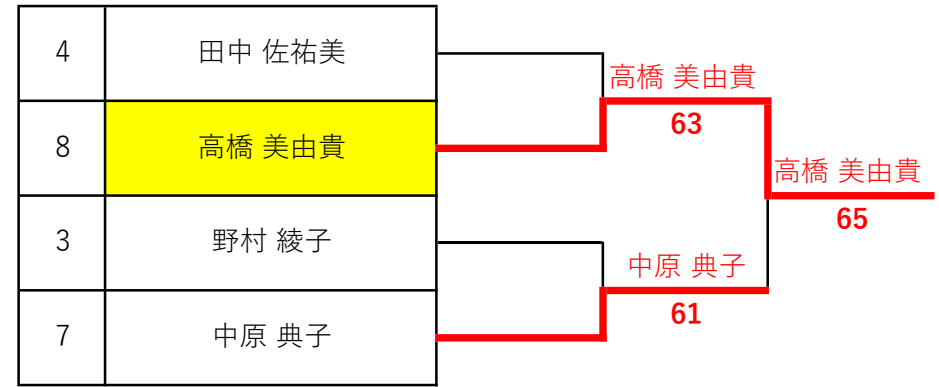 4 田中 佐祐美
高橋 美由貴
63
8 高橋 美由貴
高橋 美由貴
65
3 野村 綾子
中原 典子
61
7 中原 典子